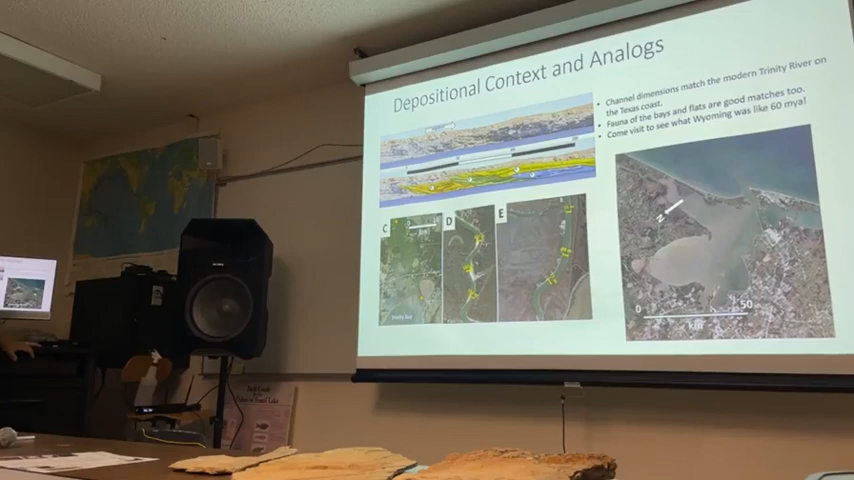 Depositional Context and Analogs
• Channel dimensions match the modern Trinity River on
the Texas coast.
• Fauna of the bays and flats are good matches too.
• Come visit to see what Wyoming was like 60 mya!
C
D
E
N
0
50
km